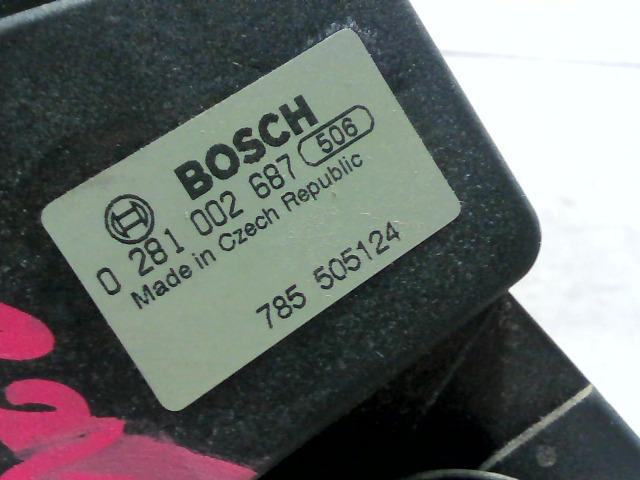 BOSCH
0 281 002 687 506
Made in Czech Republic
785 505124